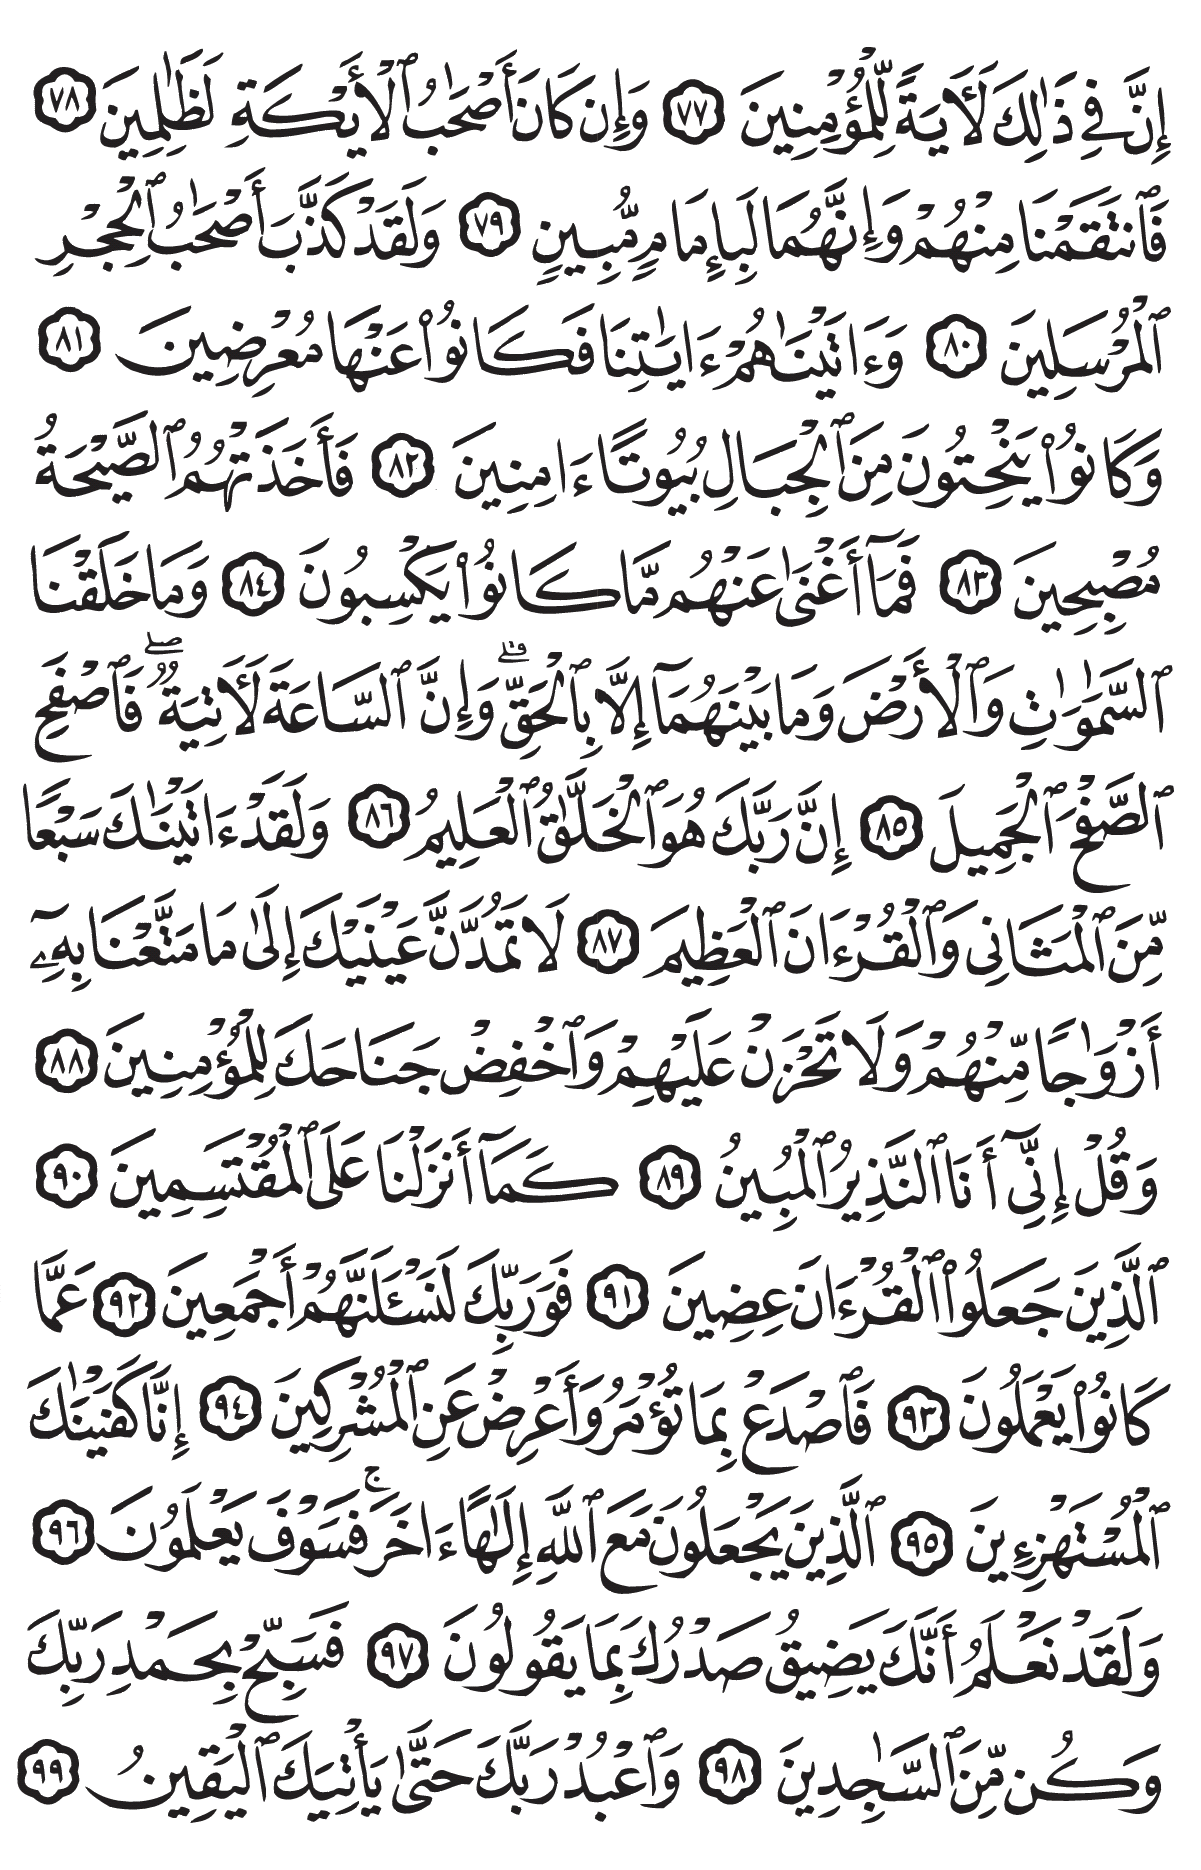 إِنَّ فِي ذَٰلِكَ لَأٓيَةً لِّلْمُؤْمِنِينَ ٧٧ وَإِن كَانَ أَصْحَٰبُ ٱلْأَيْكَةِ لَظَٰلِمِينَ ٧٨
فَٱنتَقَمْنَا مِنْهُمْ وَإِنَّهُمَا لَبِإِمَامٍ مُّبِينٍ ٧٩ وَلَقَدْ كَذَّبَ أَصْحَٰبُ ٱلْحِجْرِ
ٱلْمُرْسَلِينَ ٨٠ وَءَاتَيْنَٰهُمْ ءَايَٰتِنَا فَكَانُوا۟ عَنْهَا مُعْرِضِينَ ٨١
وَكَانُوا۟ يَنْحِتُونَ مِنَ ٱلْجِبَالِ بُيُوتًا ءَامِنِينَ ٨٢ فَأَخَذَتْهُمُ ٱلصَّيْحَةُ
مُصْبِحِينَ ٨٣ فَمَآ أَغْنَىٰ عَنْهُم مَّا كَانُوا۟ يَكْسِبُونَ ٨٤ وَمَا خَلَقْنَا
ٱلسَّمَٰوَٰتِ وَٱلْأَرْضَ وَمَا بَيْنَهُمَآ إِلَّا بِٱلْحَقِّ ۗ وَإِنَّ ٱلسَّاعَةَ لَأٓتِيَةٌ ۖ فَٱصْفَحِ
ٱلصَّفْحَ ٱلْجَمِيلَ ٨٥ إِنَّ رَبَّكَ هُوَ ٱلْخَلَّٰقُ ٱلْعَلِيمُ ٨٦ وَلَقَدْ ءَاتَيْنَٰكَ سَبْعًا
مِّنَ ٱلْمَثَانِى وَٱلْقُرْءَانَ ٱلْعَظِيمَ ٨٧ لَا تَمُدَّنَّ عَيْنَيْكَ إِلَىٰ مَا مَتَّعْنَا بِهِۦٓ
أَزْوَٰجًا مِّنْهُمْ وَلَا تَحْزَنْ عَلَيْهِمْ وَٱخْفِضْ جَنَاحَكَ لِلْمُؤْمِنِينَ ٨٨
وَقُلْ إِنِّىٓ أَنَا ٱلنَّذِيرُ ٱلْمُبِينُ ٨٩ كَمَآ أَنزَلْنَا عَلَى ٱلْمُقْتَسِمِينَ ٩٠
ٱلَّذِينَ جَعَلُوا۟ ٱلْقُرْءَانَ عِضِينَ ٩١ فَوَرَبِّكَ لَنَسْـَٔلَنَّهُمْ أَجْمَعِينَ ٩٢ عَمَّا
كَانُوا۟ يَعْمَلُونَ ٩٣ فَٱصْدَعْ بِمَا تُؤْمَرُ وَأَعْرِضْ عَنِ ٱلْمُشْرِكِينَ ٩٤ إِنَّا كَفَيْنَٰكَ
ٱلْمُسْتَهْزِءِينَ ٩٥ ٱلَّذِينَ يَجْعَلُونَ مَعَ ٱللَّهِ إِلَٰهًا ءَاخَرَ ۚ فَسَوْفَ يَعْلَمُونَ ٩٦
وَلَقَدْ نَعْلَمُ أَنَّكَ يَضِيقُ صَدْرُكَ بِمَا يَقُولُونَ ٩٧ فَسَبِّحْ بِحَمْدِ رَبِّكَ
وَكُن مِّنَ ٱلسَّٰجِدِينَ ٩٨ وَٱعْبُدْ رَبَّكَ حَتَّىٰ يَأْتِيَكَ ٱلْيَقِينُ ٩٩